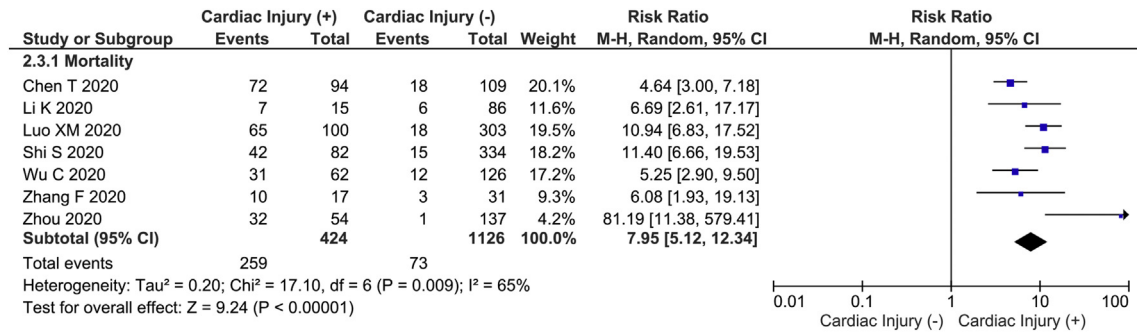 Cardiac Injury (+) Cardiac Injury (-) Risk Ratio Risk Ratio
Study or Subgroup Events Total Events Total Weight M-H, Random, 95% CI M-H, Random, 95% CI
2.3.1 Mortality
Chen T 2020 72 94 18 109 20.1% 4.64 [3.00, 7.18]
Li K 2020 7 15 6 86 11.6% 6.69 [2.61, 17.17]
Luo XM 2020 65 100 18 303 19.5% 10.94 [6.83, 17.52]
Shi S 2020 42 82 15 334 18.2% 11.40 [6.66, 19.53]
Wu C 2020 31 62 12 126 17.2% 5.25 [2.90, 9.50]
Zhang F 2020 10 17 3 31 9.3% 6.08 [1.93, 19.13]
Zhou 2020 32 54 1 137 4.2% 81.19 [11.38, 579.41]
Subtotal (95% CI) 424 1126 100.0% 7.95 [5.12, 12.34]
Total events 259 73
Heterogeneity: Tau² = 0.20; Chi² = 17.10, df = 6 (P = 0.009); I² = 65%
Test for overall effect: Z = 9.24 (P < 0.00001)
0.01 0.1 1 10 100
Cardiac Injury (-) Cardiac Injury (+)